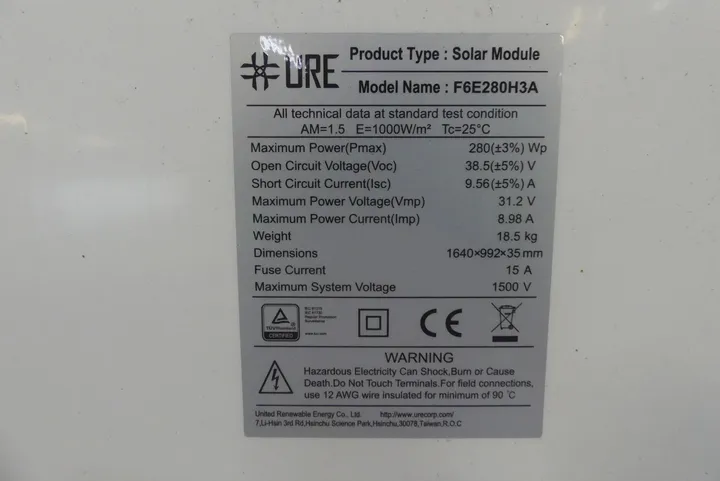 URE
Product Type : Solar Module
Model Name : F6E280H3A
All technical data at standard test condition
AM=1.5 E=1000W/m² Tc=25°C
Maximum Power(Pmax) 280(±3%) Wp
Open Circuit Voltage(Voc) 38.5(±5%) V
Short Circuit Current(Isc) 9.56(±5%) A
Maximum Power Voltage(Vmp) 31.2 V
Maximum Power Current(Imp) 8.98 A
Weight 18.5 kg
Dimensions 1640×992×35mm
Fuse Current 15 A
Maximum System Voltage 1500 V
TÜVRheinland
CERTIFIED
CE
WARNING
Hazardous Electricity Can Shock,Burn or Cause
Death.Do Not Touch Terminals.For field connections,
use 12 AWG wire insulated for minimum of 90 °C
United Renewable Energy Co., Ltd. http://www.urecorp.com/
7,Li-Hsin 3rd Rd,Hsinchu Science Park,Hsinchu,30078,Taiwan,R.O.C